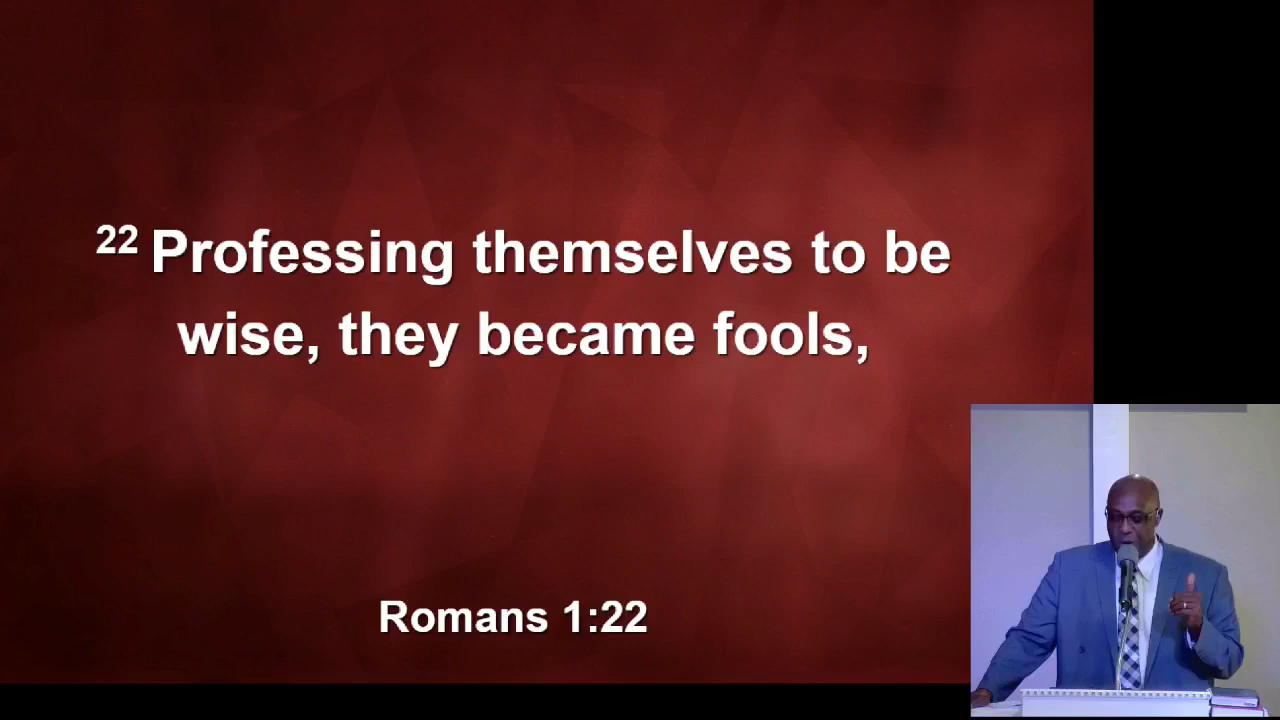 22 Professing themselves to be
wise, they became fools,
Romans 1:22